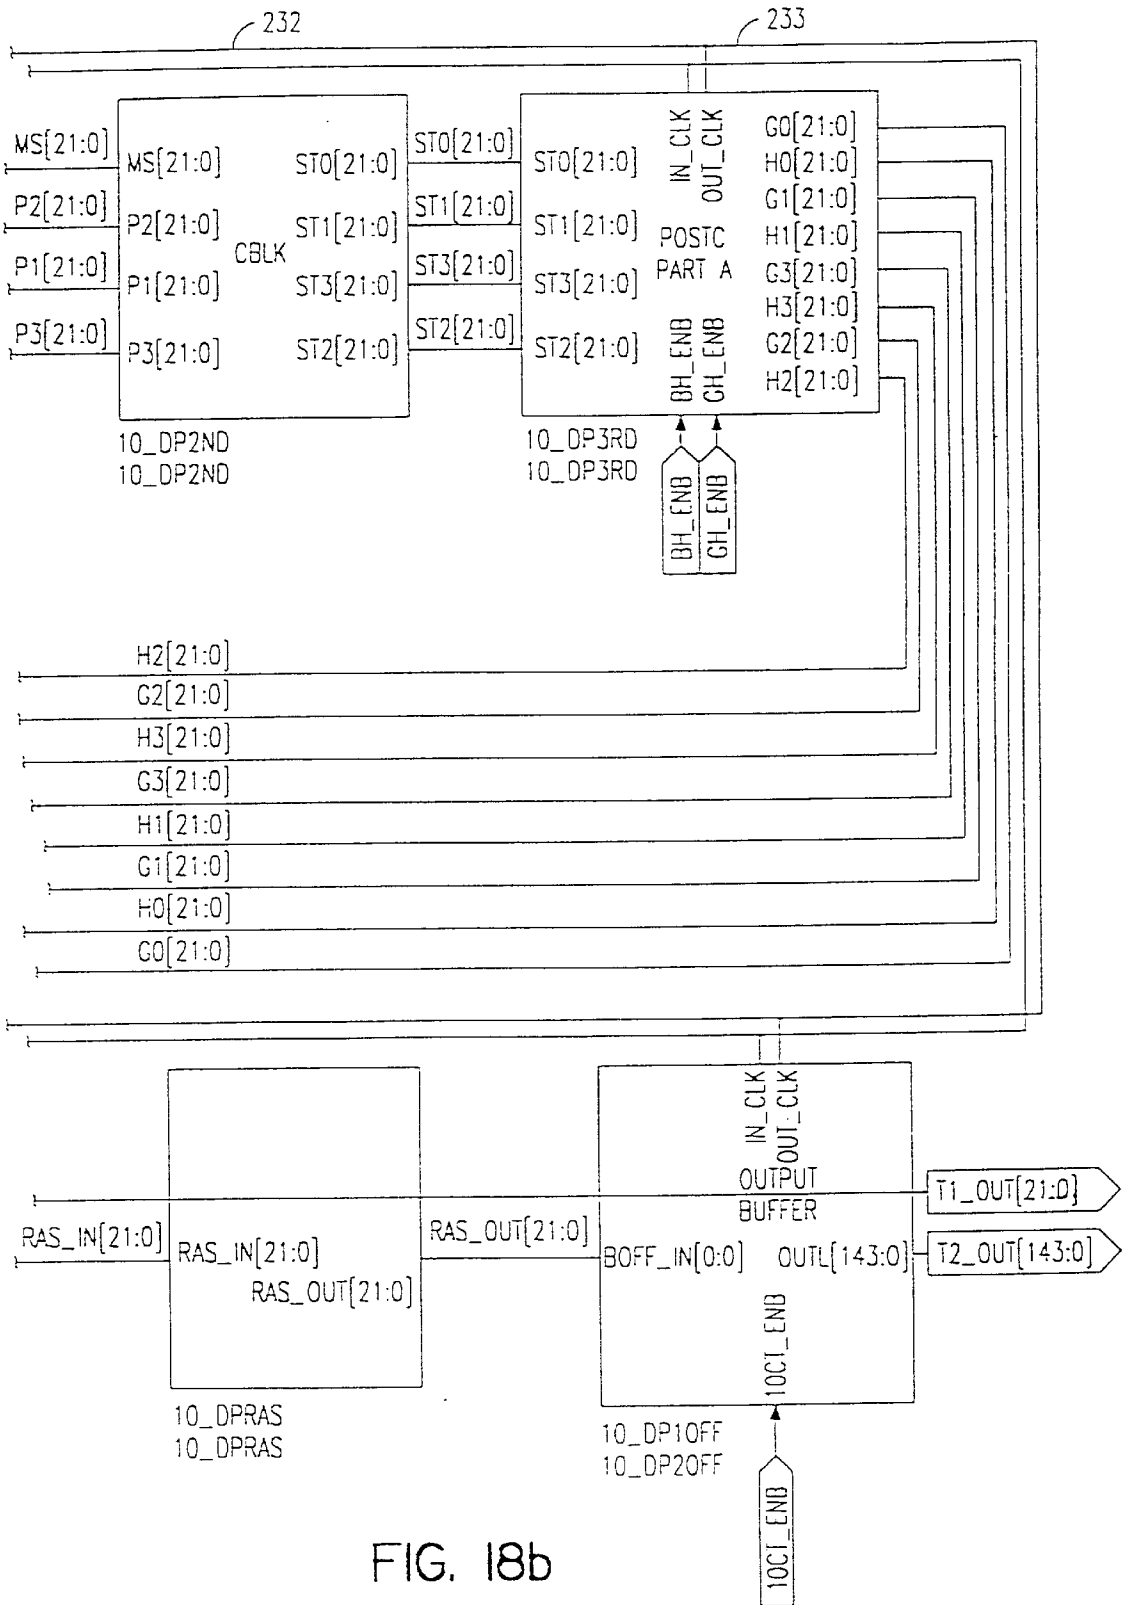 232
233
MS[21:0]
P2[21:0]
P1[21:0]
P3[21:0]
MS[21:0]
P2[21:0]
P1[21:0]
P3[21:0]
CBLK
ST0[21:0]
ST1[21:0]
ST3[21:0]
ST2[21:0]
10_DP2ND
10_DP2ND
ST0[21:0]
ST1[21:0]
ST3[21:0]
ST2[21:0]
ST0[21:0]
ST1[21:0]
ST3[21:0]
ST2[21:0]
IN_CLK
OUT_CLK
POSTC
PART A
BH_ENB
GH_ENB
G0[21:0]
H0[21:0]
G1[21:0]
H1[21:0]
G3[21:0]
H3[21:0]
G2[21:0]
H2[21:0]
10_DP3RD
10_DP3RD
BH_ENB
GH_ENB
H2[21:0]
G2[21:0]
H3[21:0]
G3[21:0]
H1[21:0]
G1[21:0]
H0[21:0]
G0[21:0]
RAS_IN[21:0]
RAS_IN[21:0]
RAS_OUT[21:0]
10_DPRAS
10_DPRAS
RAS_OUT[21:0]
IN_CLK
OUT_CLK
OUTPUT
BUFFER
BOFF_IN[0:0]
OUTL[143:0]
10CT_ENB
10_DP10FF
10_DP20FF
T1_OUT[21:0]
T2_OUT[143:0]
10CT_ENB
FIG. 18b